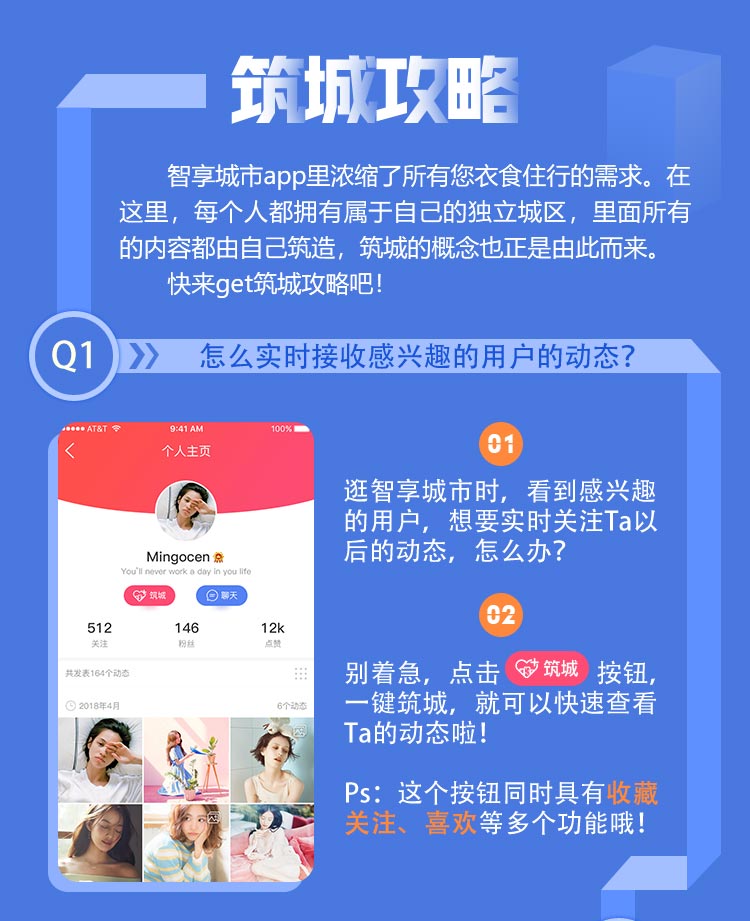 筑城攻略
智享城市app里浓缩了所有您衣食住行的需求。在
这里，每个人都拥有属于自己的独立城区，里面所有
的内容都由自己筑造，筑城的概念也正是由此而来。
快来get筑城攻略吧！
Q1
怎么实时接收感兴趣的用户的动态？
AT&T 9:41 AM 100%
个人主页
Mingocen
You'll never work a day in you life
筑城 聊天
512 146 12k
关注 粉丝 点赞
共发表164个动态
2018年4月 6个动态
01
逛智享城市时，看到感兴趣
的用户，想要实时关注Ta以
后的动态，怎么办？
02
别着急，点击 筑城 按钮，
一键筑城，就可以快速查看
Ta的动态啦！
Ps：这个按钮同时具有收藏
关注、喜欢等多个功能哦！